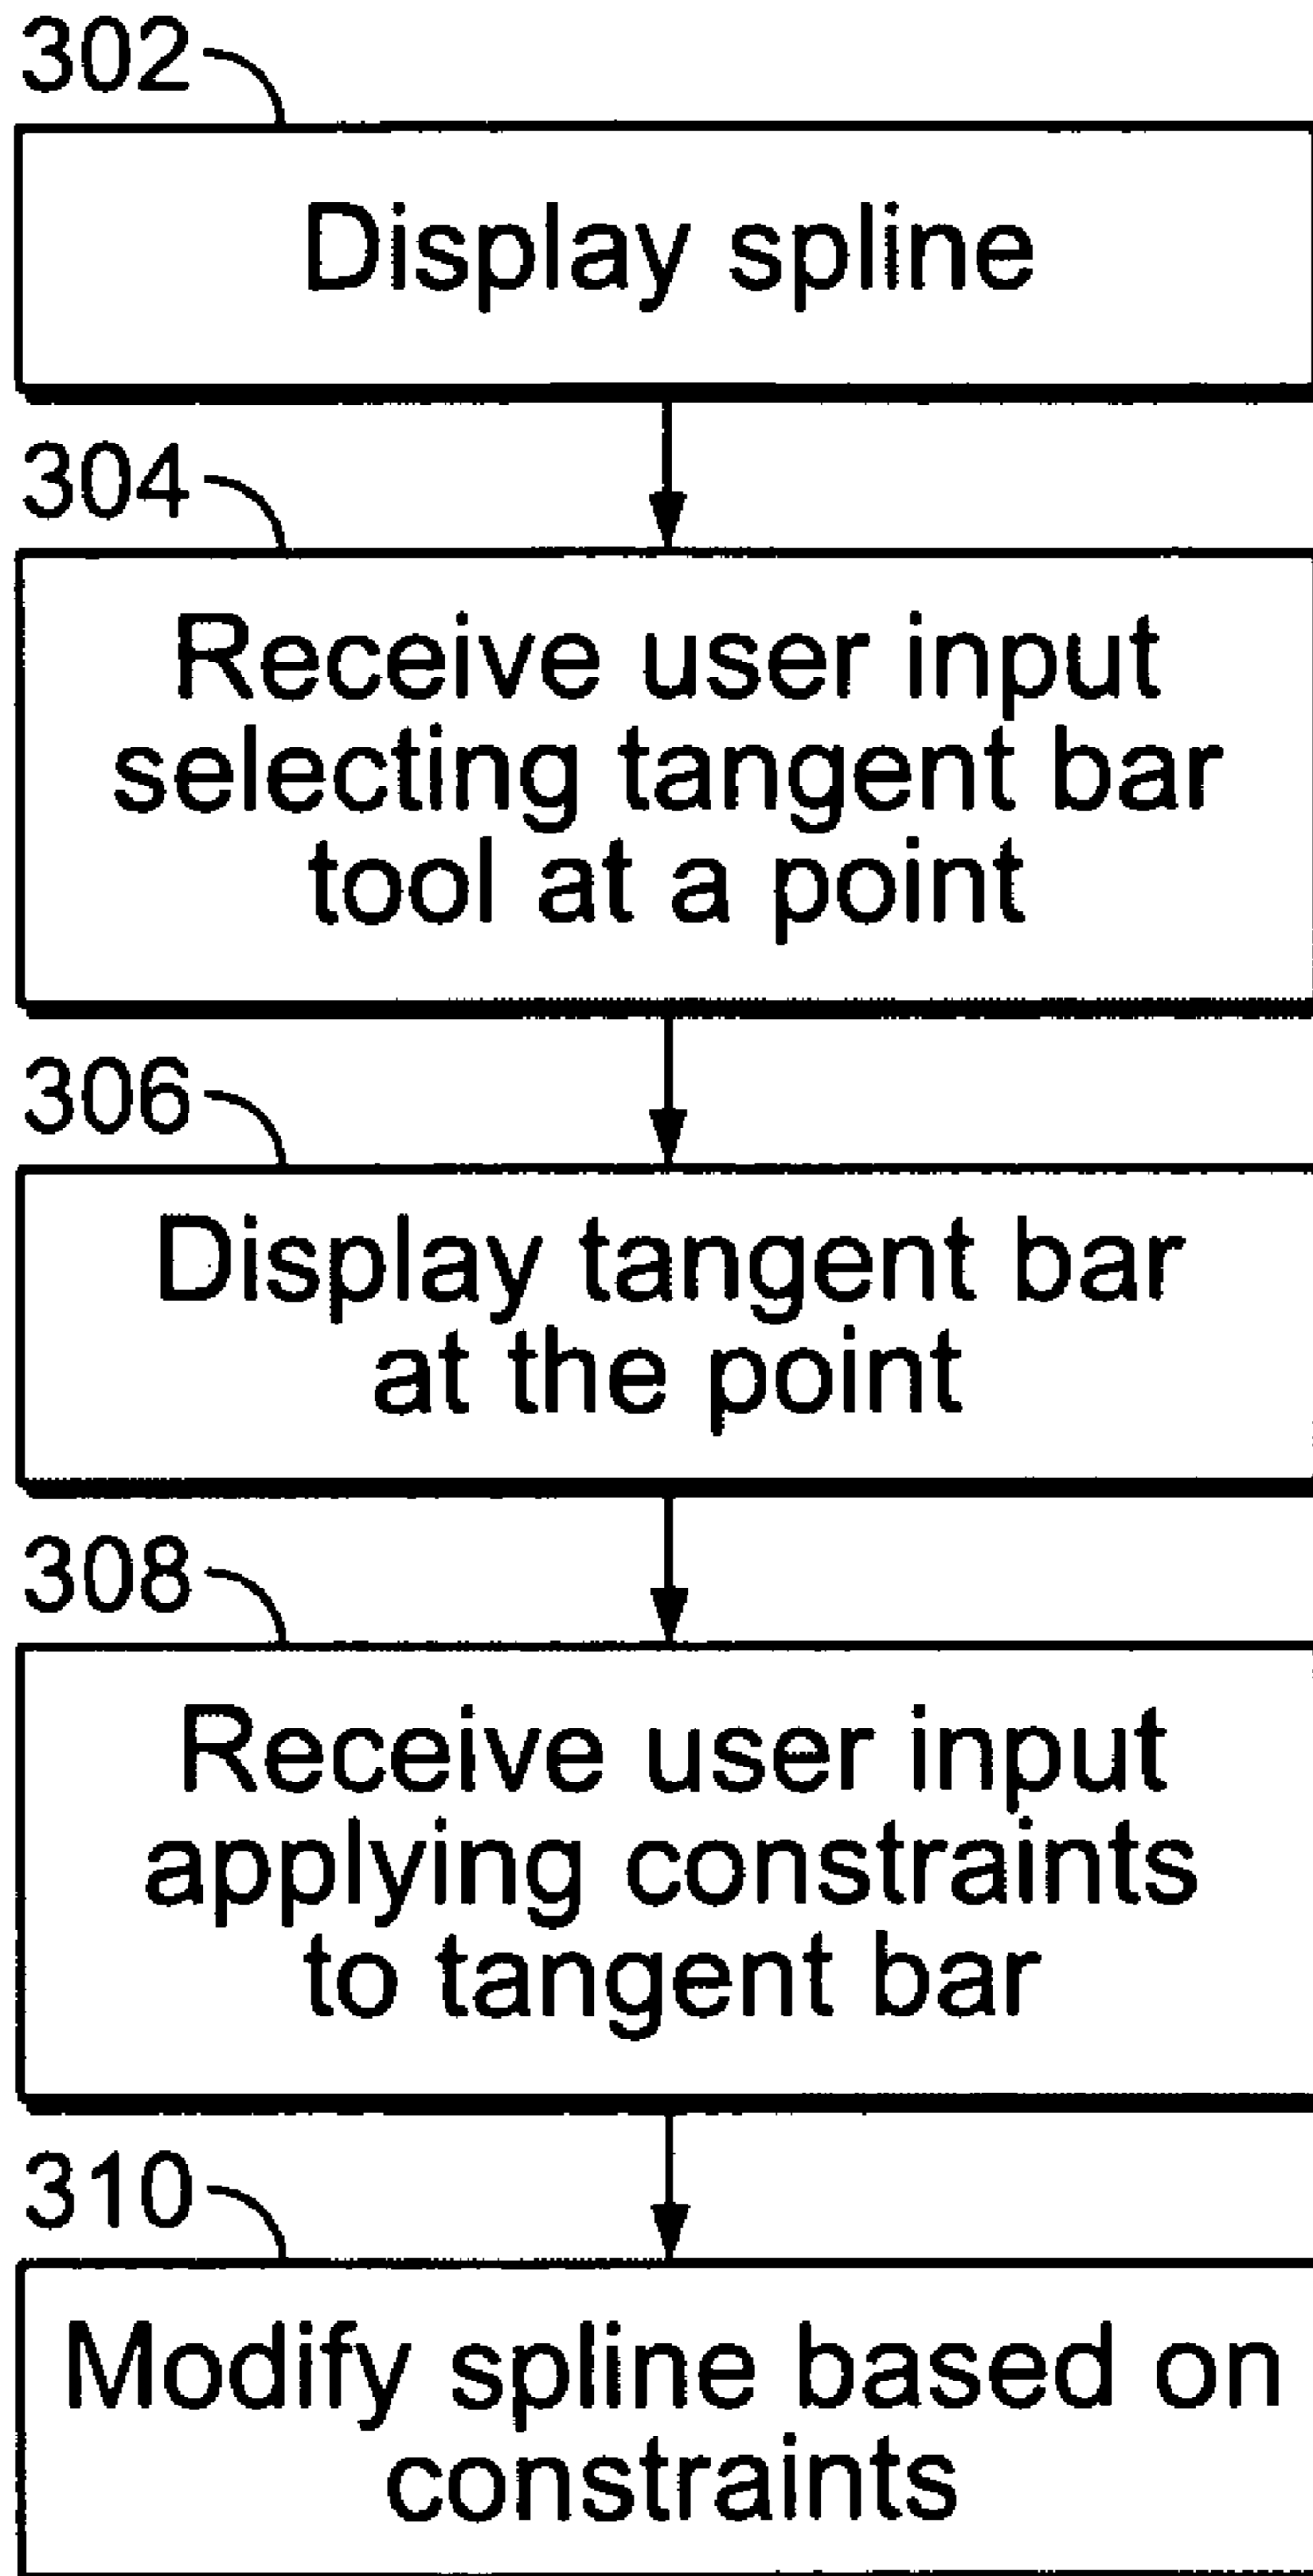 302
Display spline
304
Receive user input
selecting tangent bar
tool at a point
306
Display tangent bar
at the point
308
Receive user input
applying constraints
to tangent bar
310
Modify spline based on
constraints